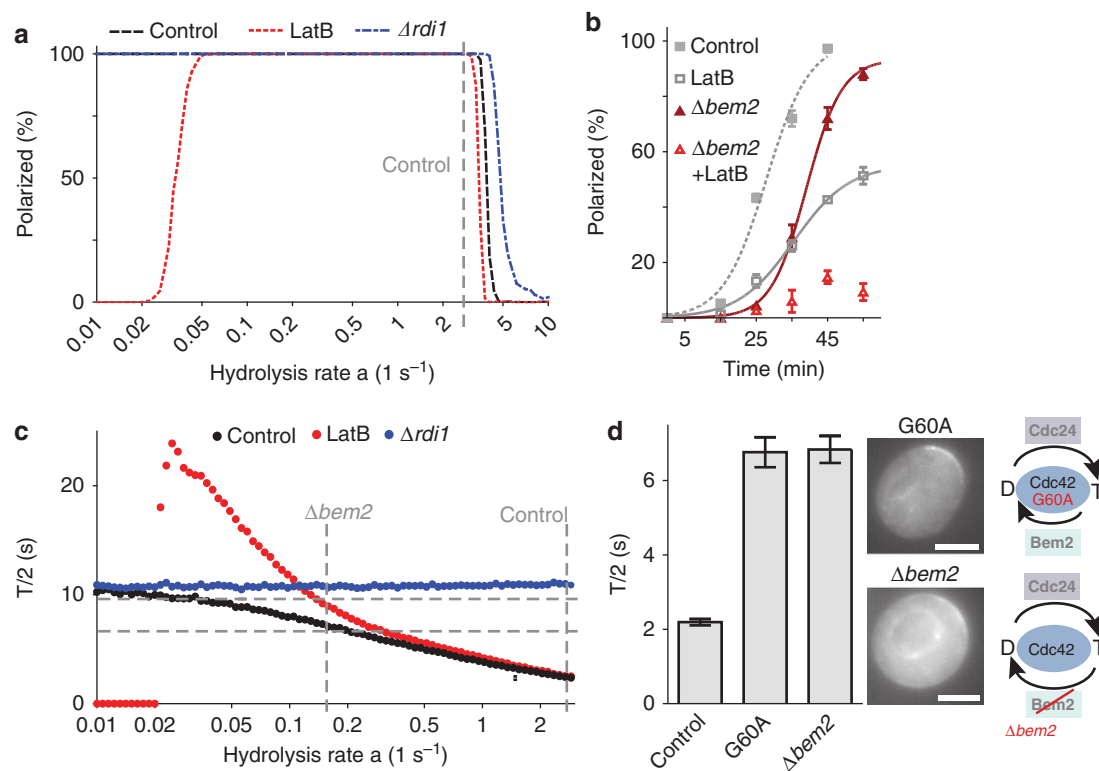 a
Control
LatB
Δrdi1
Polarized (%)
100
50
0
Control
0.01
0.02
0.05
0.1
0.2
0.5
1
2
5
10
Hydrolysis rate a (1 s⁻¹)
b
Polarized (%)
100
60
20
Control
LatB
Δbem2
Δbem2
+LatB
5
25
45
Time (min)
c
Control
LatB
Δrdi1
T/2 (s)
20
10
0
Δbem2
Control
0.01
0.02
0.05
0.1
0.2
0.5
1
2
Hydrolysis rate a (1 s⁻¹)
d
T/2 (s)
6
4
2
0
Control
G60A
Δbem2
G60A
Δbem2
Cdc24
D
Cdc42
G60A
T
Bem2
Cdc24
D
Cdc42
T
Bem2
Δbem2